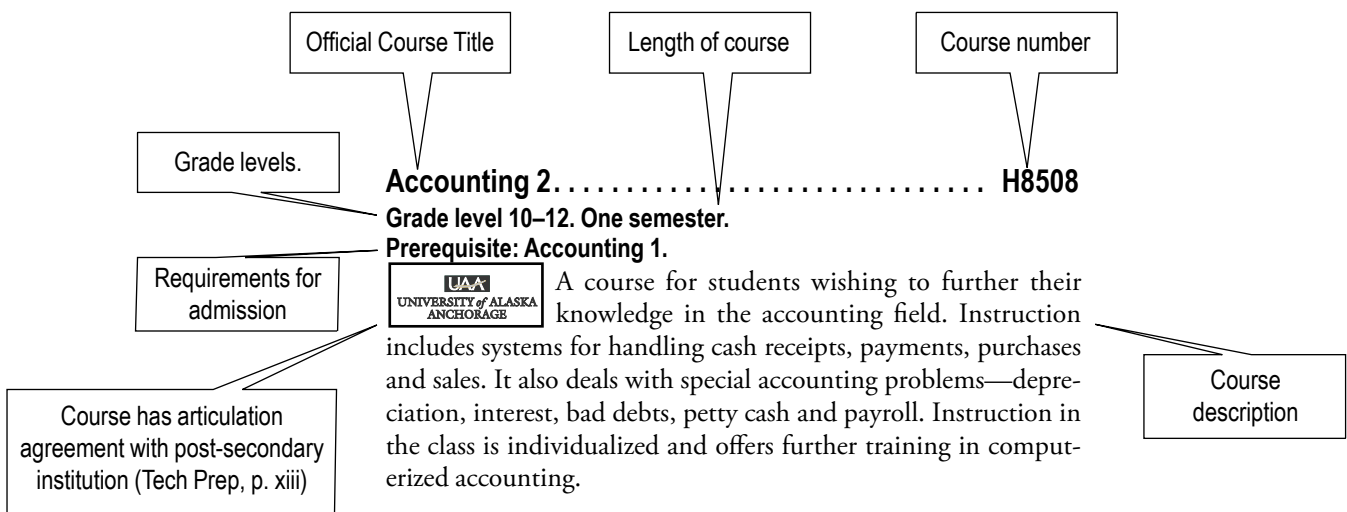 Official Course Title
Length of course
Course number
Grade levels.
Accounting 2. . . . . . . . . . . . . . . . . . . . . . . . . . . . . . . . . H8508
Grade level 10–12. One semester.
Prerequisite: Accounting 1.
Requirements for
admission
UAA
UNIVERSITY of ALASKA
ANCHORAGE
A course for students wishing to further their
knowledge in the accounting field. Instruction
includes systems for handling cash receipts, payments, purchases
and sales. It also deals with special accounting problems—depre-
ciation, interest, bad debts, petty cash and payroll. Instruction in
the class is individualized and offers further training in comput-
erized accounting.
Course
description
Course has articulation
agreement with post-secondary
institution (Tech Prep, p. xiii)